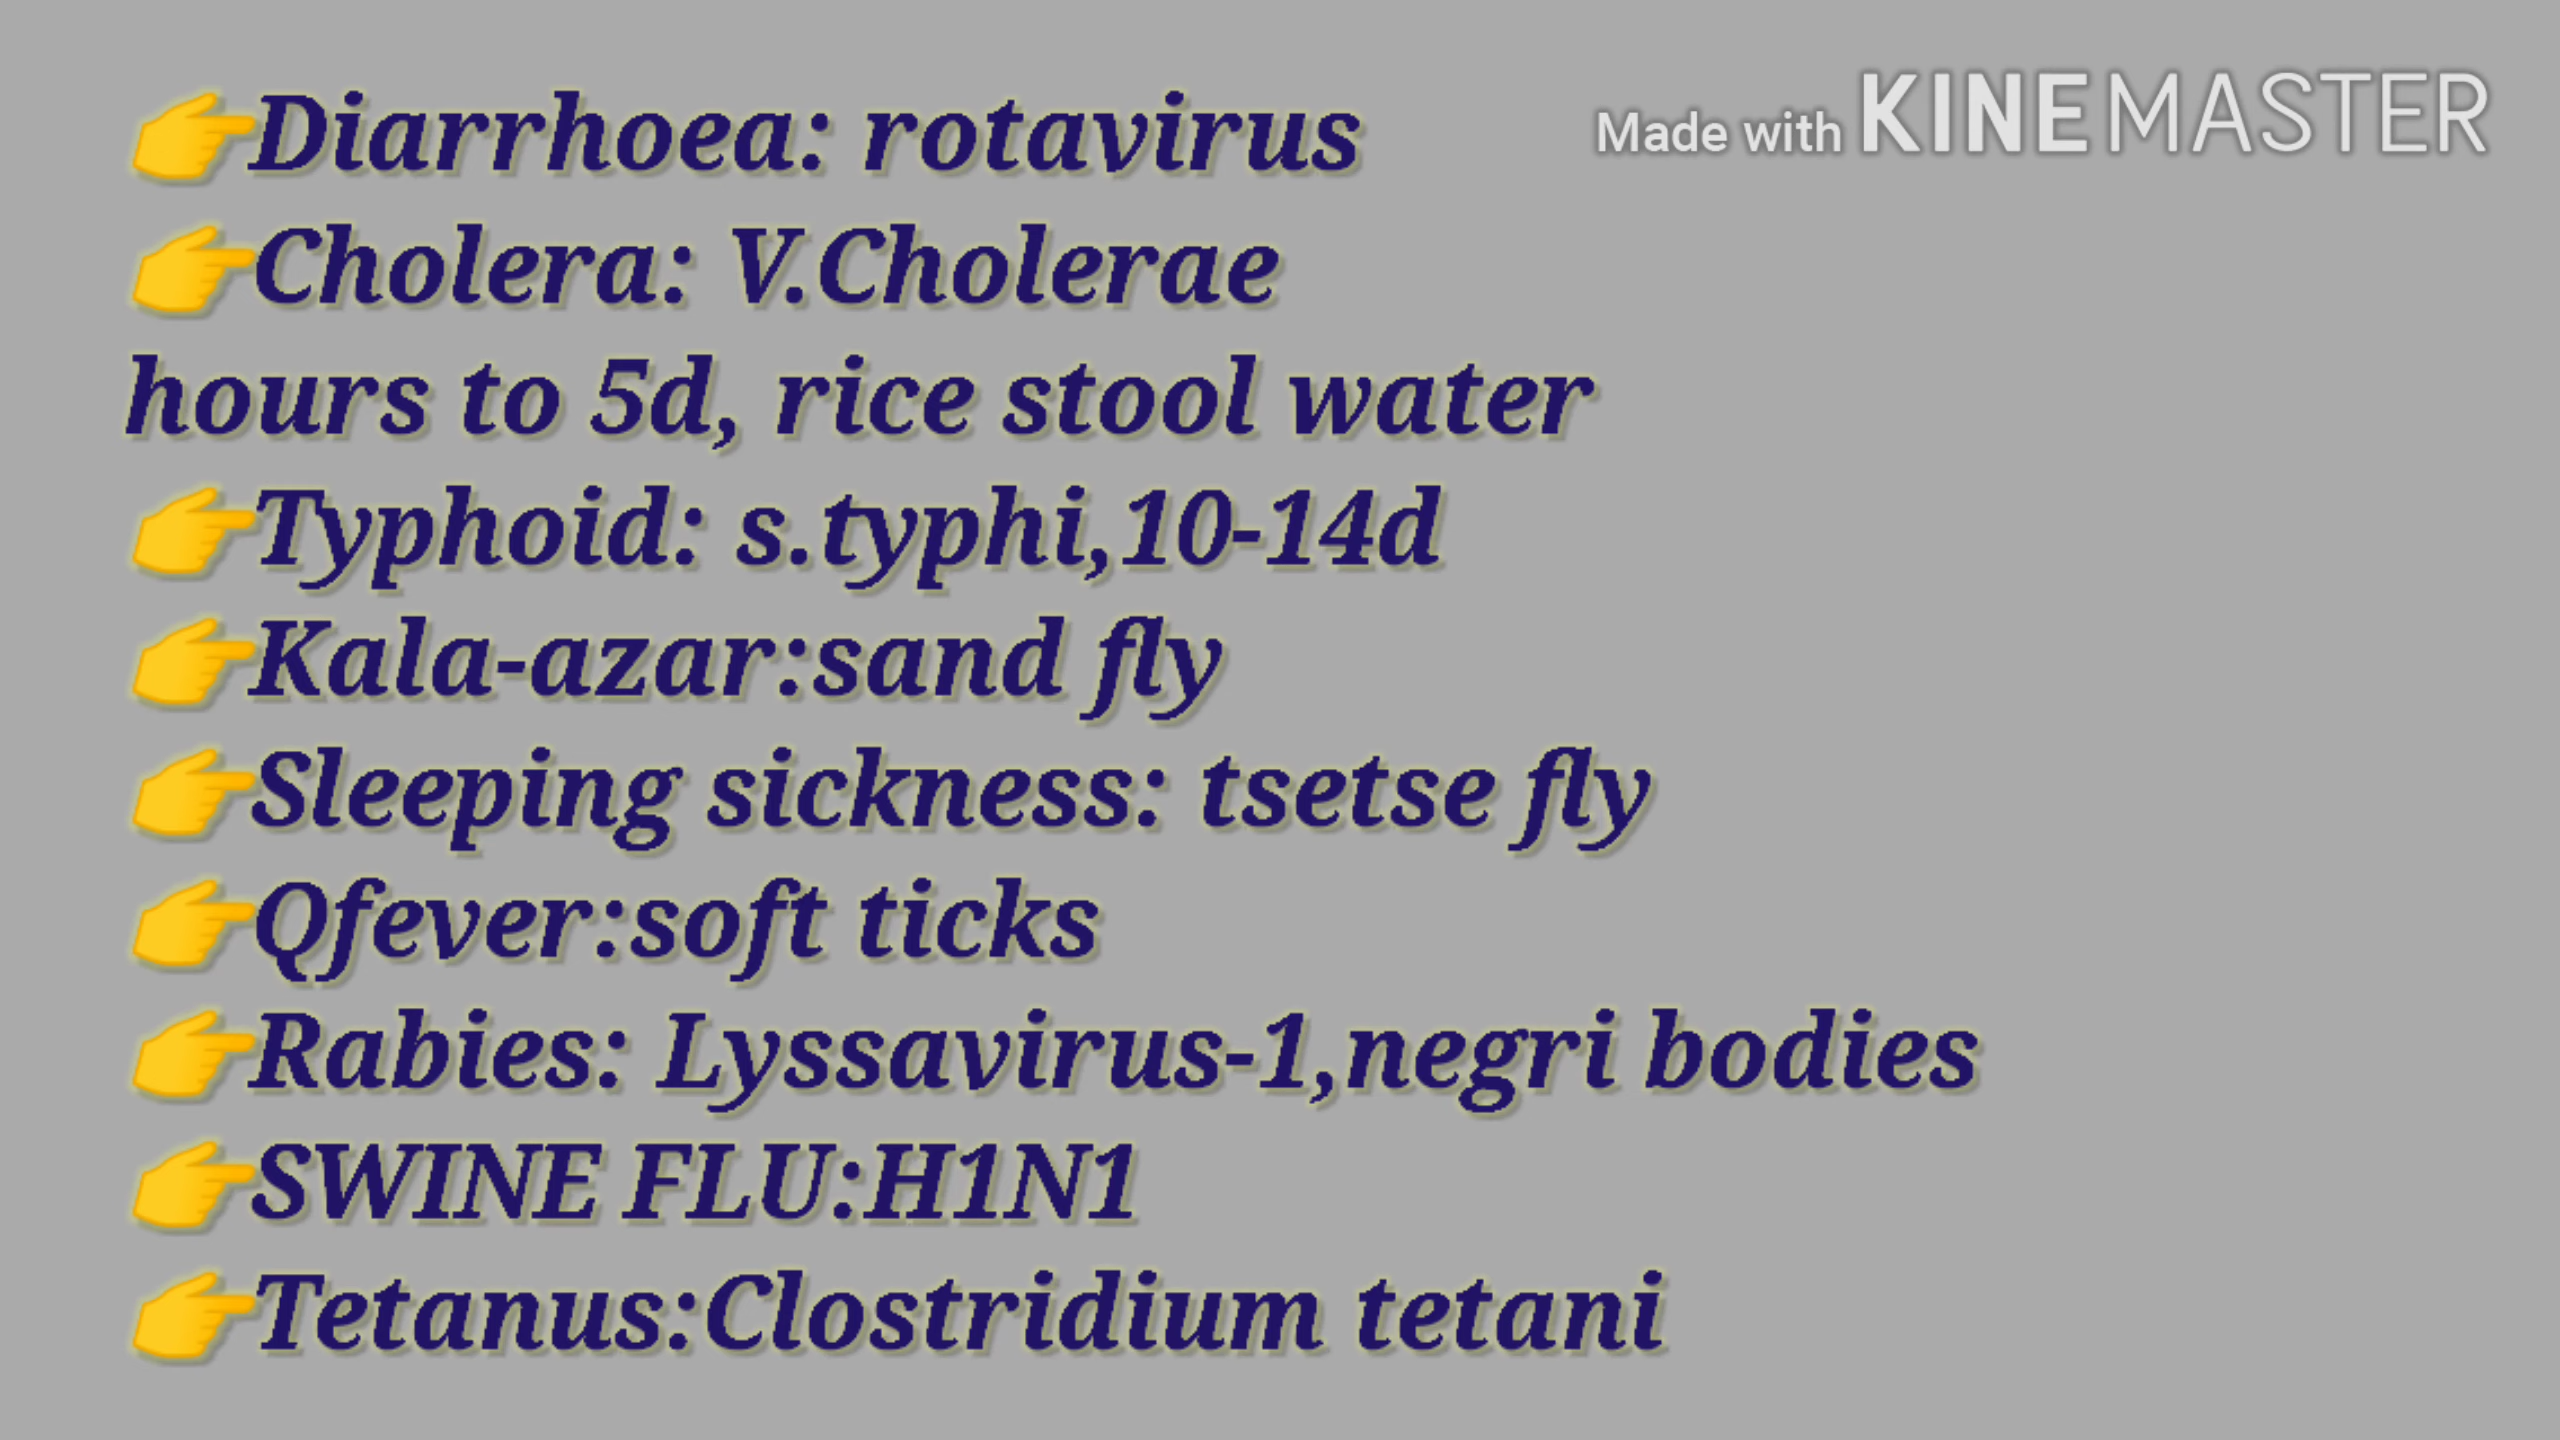 👉Diarrhoea: rotavirus
Made with KINEMASTER
👉Cholera: V.Cholerae
hours to 5d, rice stool water
👉Typhoid: s.typhi,10-14d
👉Kala-azar:sand fly
👉Sleeping sickness: tsetse fly
👉Qfever:soft ticks
👉Rabies: Lyssavirus-1,negri bodies
👉SWINE FLU:H1N1
👉Tetanus:Clostridium tetani